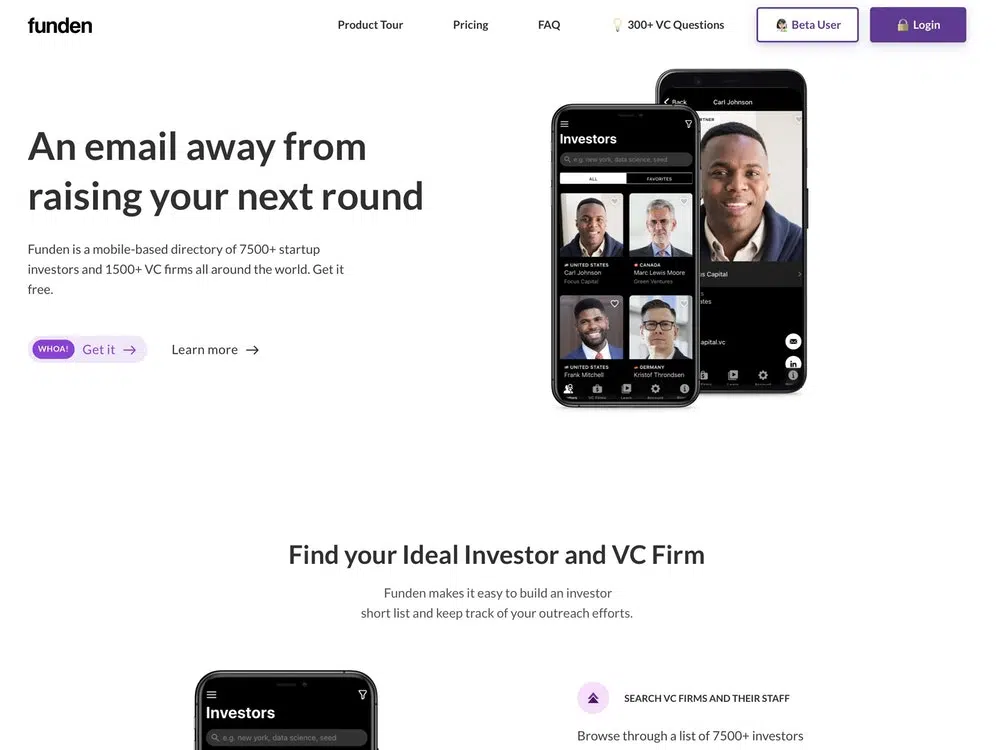 funden
Product Tour
Pricing
FAQ
300+ VC Questions
Beta User
Login
An email away from
raising your next round
Funden is a mobile-based directory of 7500+ startup
investors and 1500+ VC firms all around the world. Get it
free.
WHOA!
Get it
Learn more
Back
Carl Johnson
Investors
e.g. new york, data science, seed
ALL
FAVORITES
UNITED STATES
Carl Johnson
Focus Capital
CANADA
Marc Lewis Moore
Green Ventures
UNITED STATES
Frank Mitchell
GERMANY
Kristof Throndsen
Find your Ideal Investor and VC Firm
Funden makes it easy to build an investor
short list and keep track of your outreach efforts.
Investors
e.g. new york, data science, seed
SEARCH VC FIRMS AND THEIR STAFF
Browse through a list of 7500+ investors